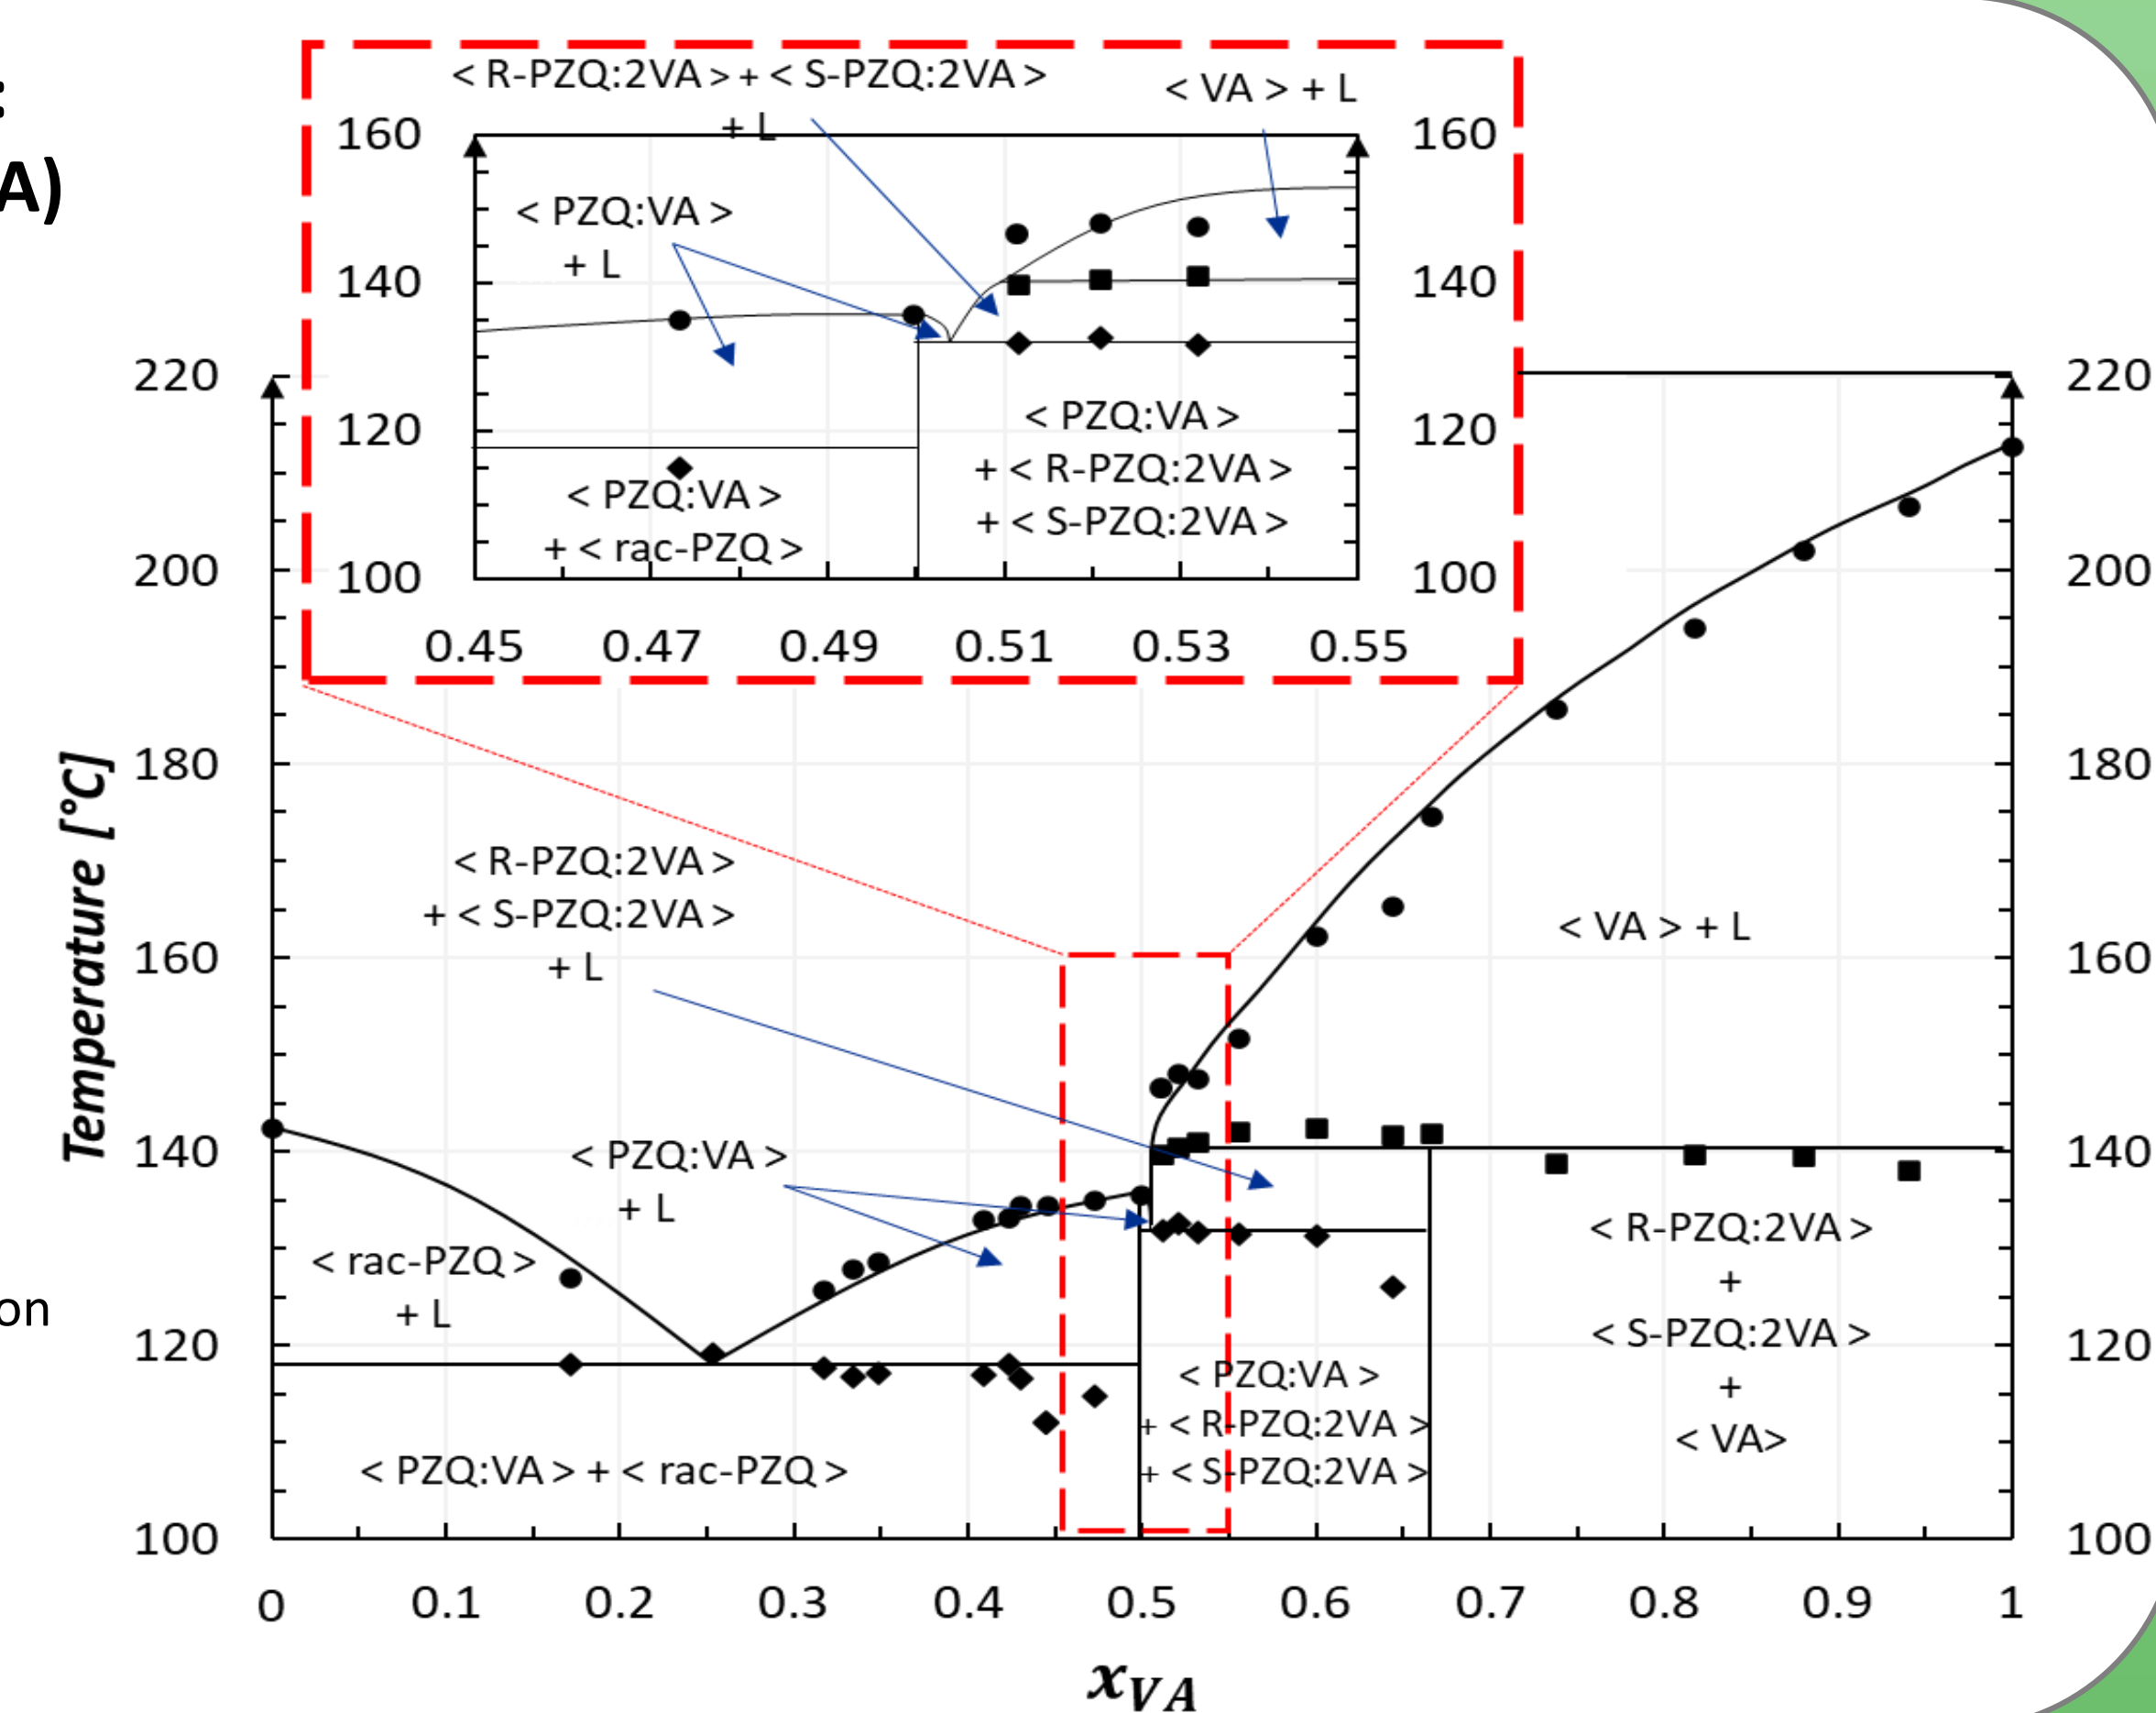 :
A)
on
< R-PZQ:2VA > + < S-PZQ:2VA >
+ L
< VA > + L
160
160
< PZQ:VA >
+ L
140
140
120
120
< PZQ:VA >
+ < R-PZQ:2VA >
+ < S-PZQ:2VA >
< PZQ:VA >
+ < rac-PZQ >
100
100
0.45 0.47 0.49 0.51 0.53 0.55
220
220
200
200
180
180
< R-PZQ:2VA >
+ < S-PZQ:2VA >
+ L
160
160
< VA > + L
Temperature [°C]
140
140
< PZQ:VA >
+ L
< rac-PZQ >
+ L
< R-PZQ:2VA >
+
< S-PZQ:2VA >
+
< VA>
120
120
< PZQ:VA >
+ < R-PZQ:2VA >
+ < S-PZQ:2VA >
< PZQ:VA > + < rac-PZQ >
100
100
0 0.1 0.2 0.3 0.4 0.5 0.6 0.7 0.8 0.9 1
xVA